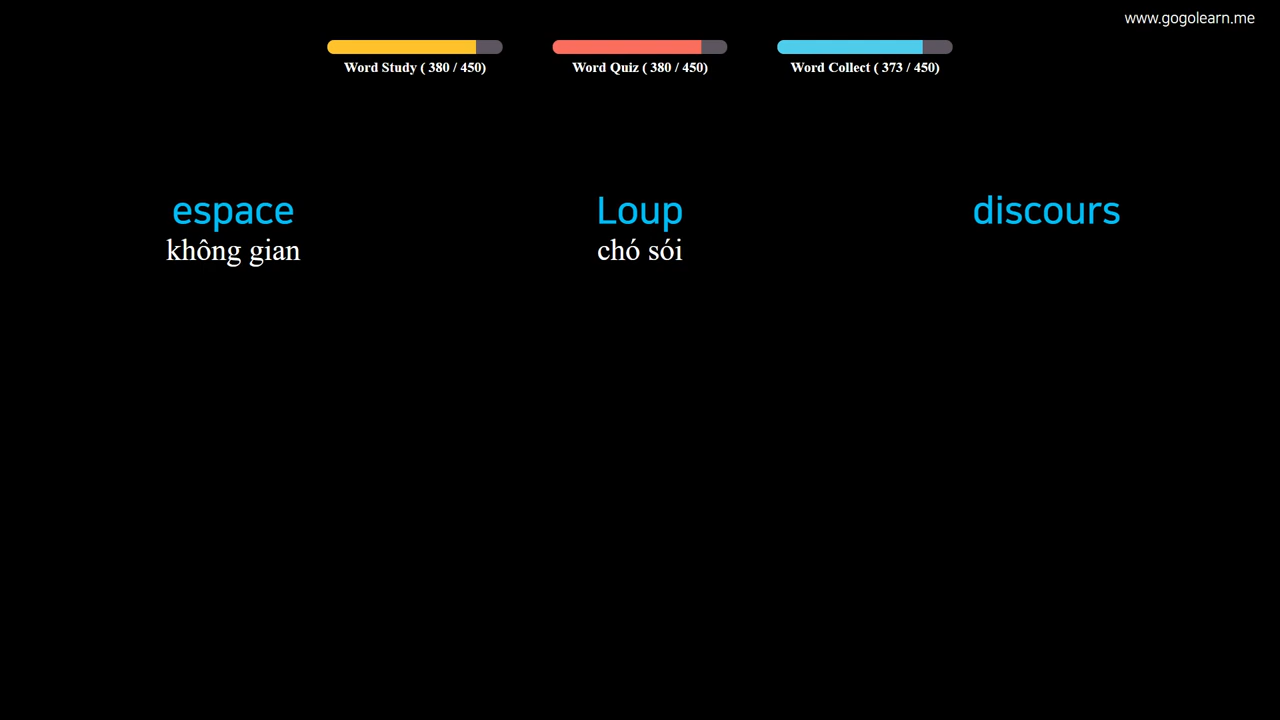 www.gogolearn.me
Word Study ( 380 / 450)
Word Quiz ( 380 / 450)
Word Collect ( 373 / 450)
espace
không gian
Loup
chó sói
discours